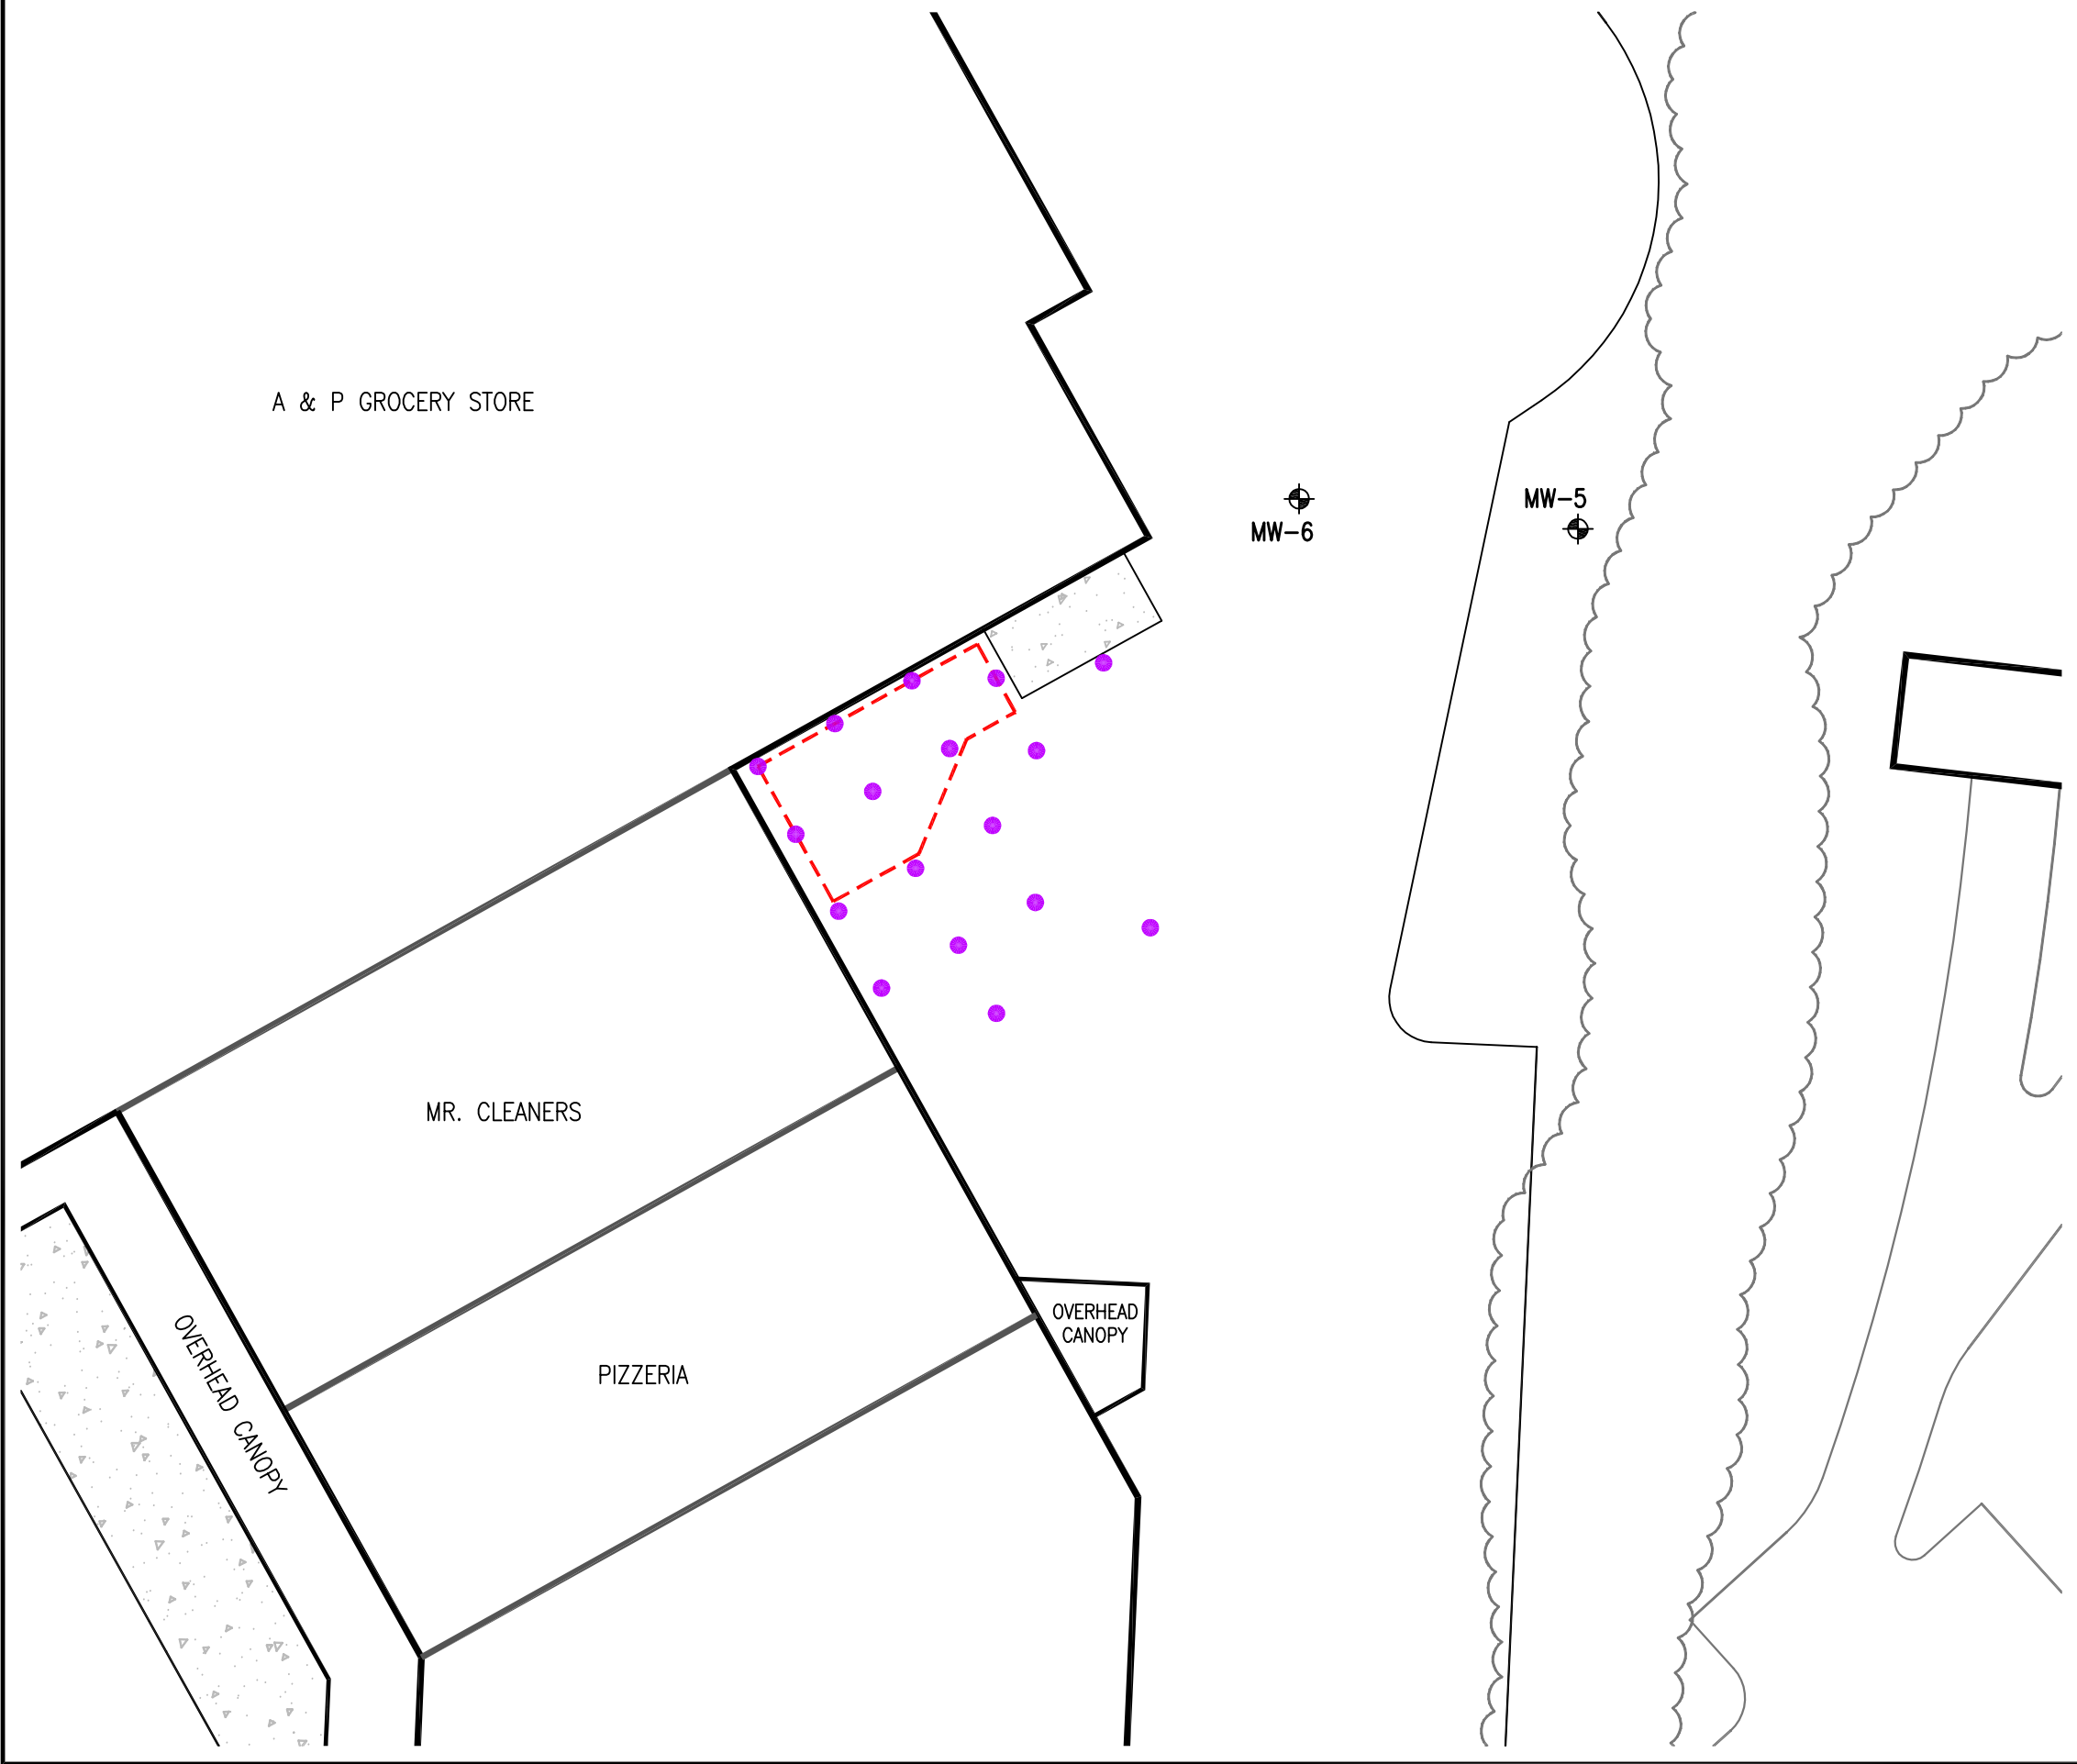 A & P GROCERY STORE
MW-5
MW-6
MR. CLEANERS
OVERHEAD
CANOPY
OVERHEAD CANOPY
PIZZERIA